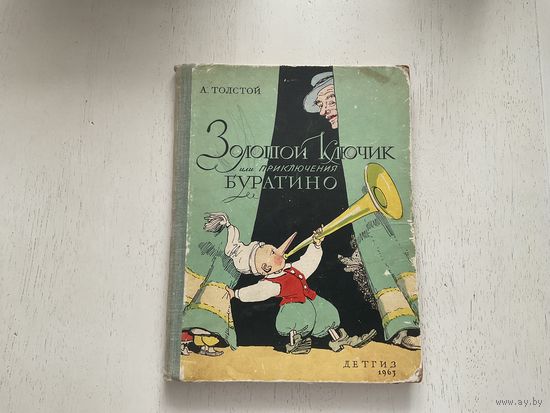 А. ТОЛСТОЙ
Золотой Ключик
или ПРИКЛЮЧЕНИЯ
БУРАТИНО
ДЕТГИЗ
1963
www.ay.by